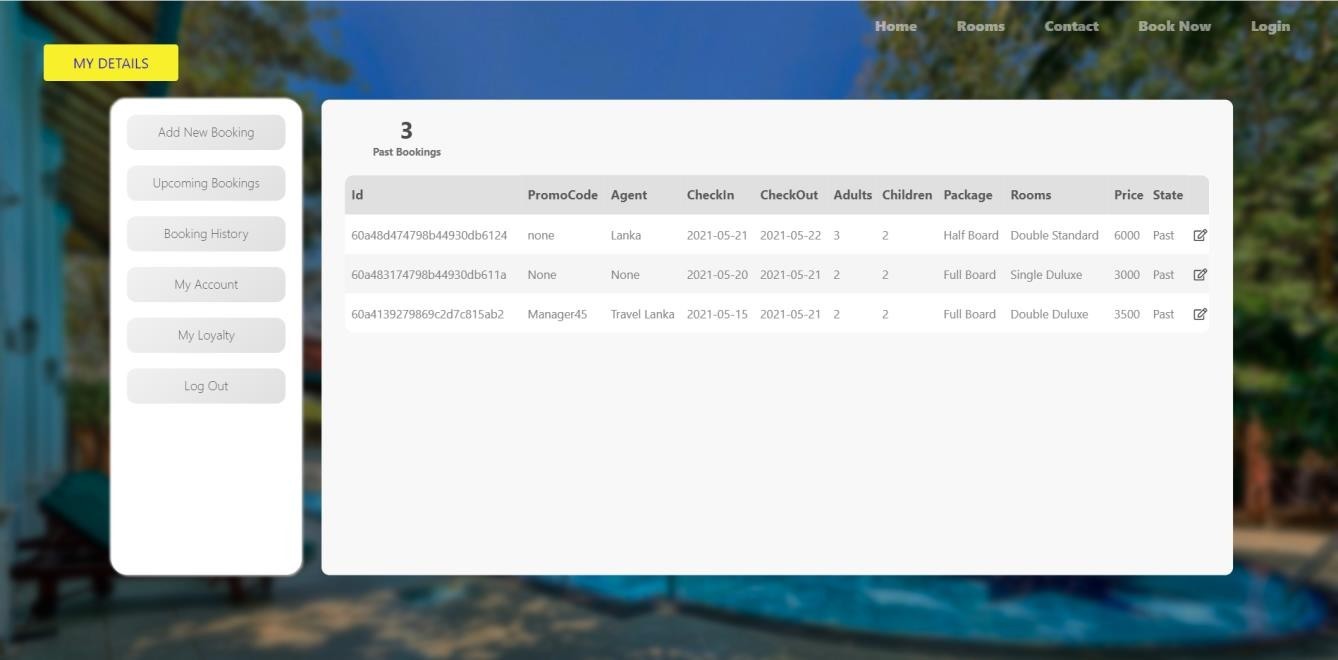 Home Rooms Contact Book Now Login
MY DETAILS
Add New Booking
Upcoming Bookings
Booking History
My Account
My Loyalty
Log Out
3
Past Bookings
Id PromoCode Agent CheckIn CheckOut Adults Children Package Rooms Price State
60a48d474798b44930db6124 none Lanka 2021-05-21 2021-05-22 3 2 Half Board Double Standard 6000 Past
60a483174798b44930db611a None None 2021-05-20 2021-05-21 2 2 Full Board Single Duluxe 3000 Past
60a4139279869c2d7c815ab2 Manager45 Travel Lanka 2021-05-15 2021-05-21 2 2 Full Board Double Duluxe 3500 Past